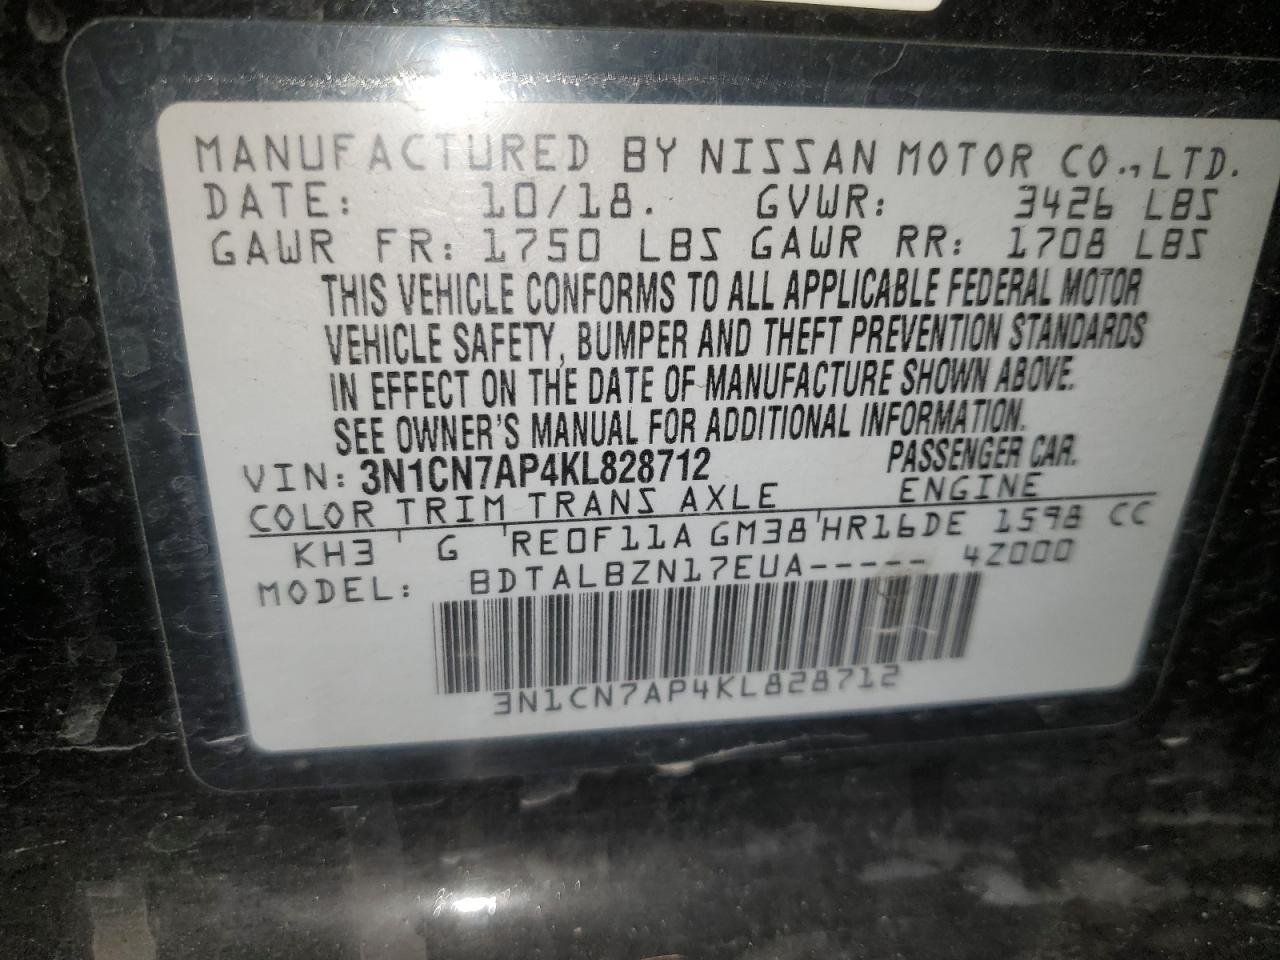 MANUFACTURED BY NISSAN MOTOR CO.,LTD.
DATE: 10/18. GVWR: 3426 LBS
GAWR FR: 1750 LBS GAWR RR: 1708 LBS
THIS VEHICLE CONFORMS TO ALL APPLICABLE FEDERAL MOTOR
VEHICLE SAFETY, BUMPER AND THEFT PREVENTION STANDARDS
IN EFFECT ON THE DATE OF MANUFACTURE SHOWN ABOVE.
SEE OWNER'S MANUAL FOR ADDITIONAL INFORMATION.
VIN: 3N1CN7AP4KL828712 PASSENGER CAR.
COLOR TRIM TRANS AXLE ENGINE
KH3 G RE0F11A GM38 HR16DE 1598 CC
MODEL: BDTALBZN17EUA----- 4Z000
3N1CN7AP4KL828712